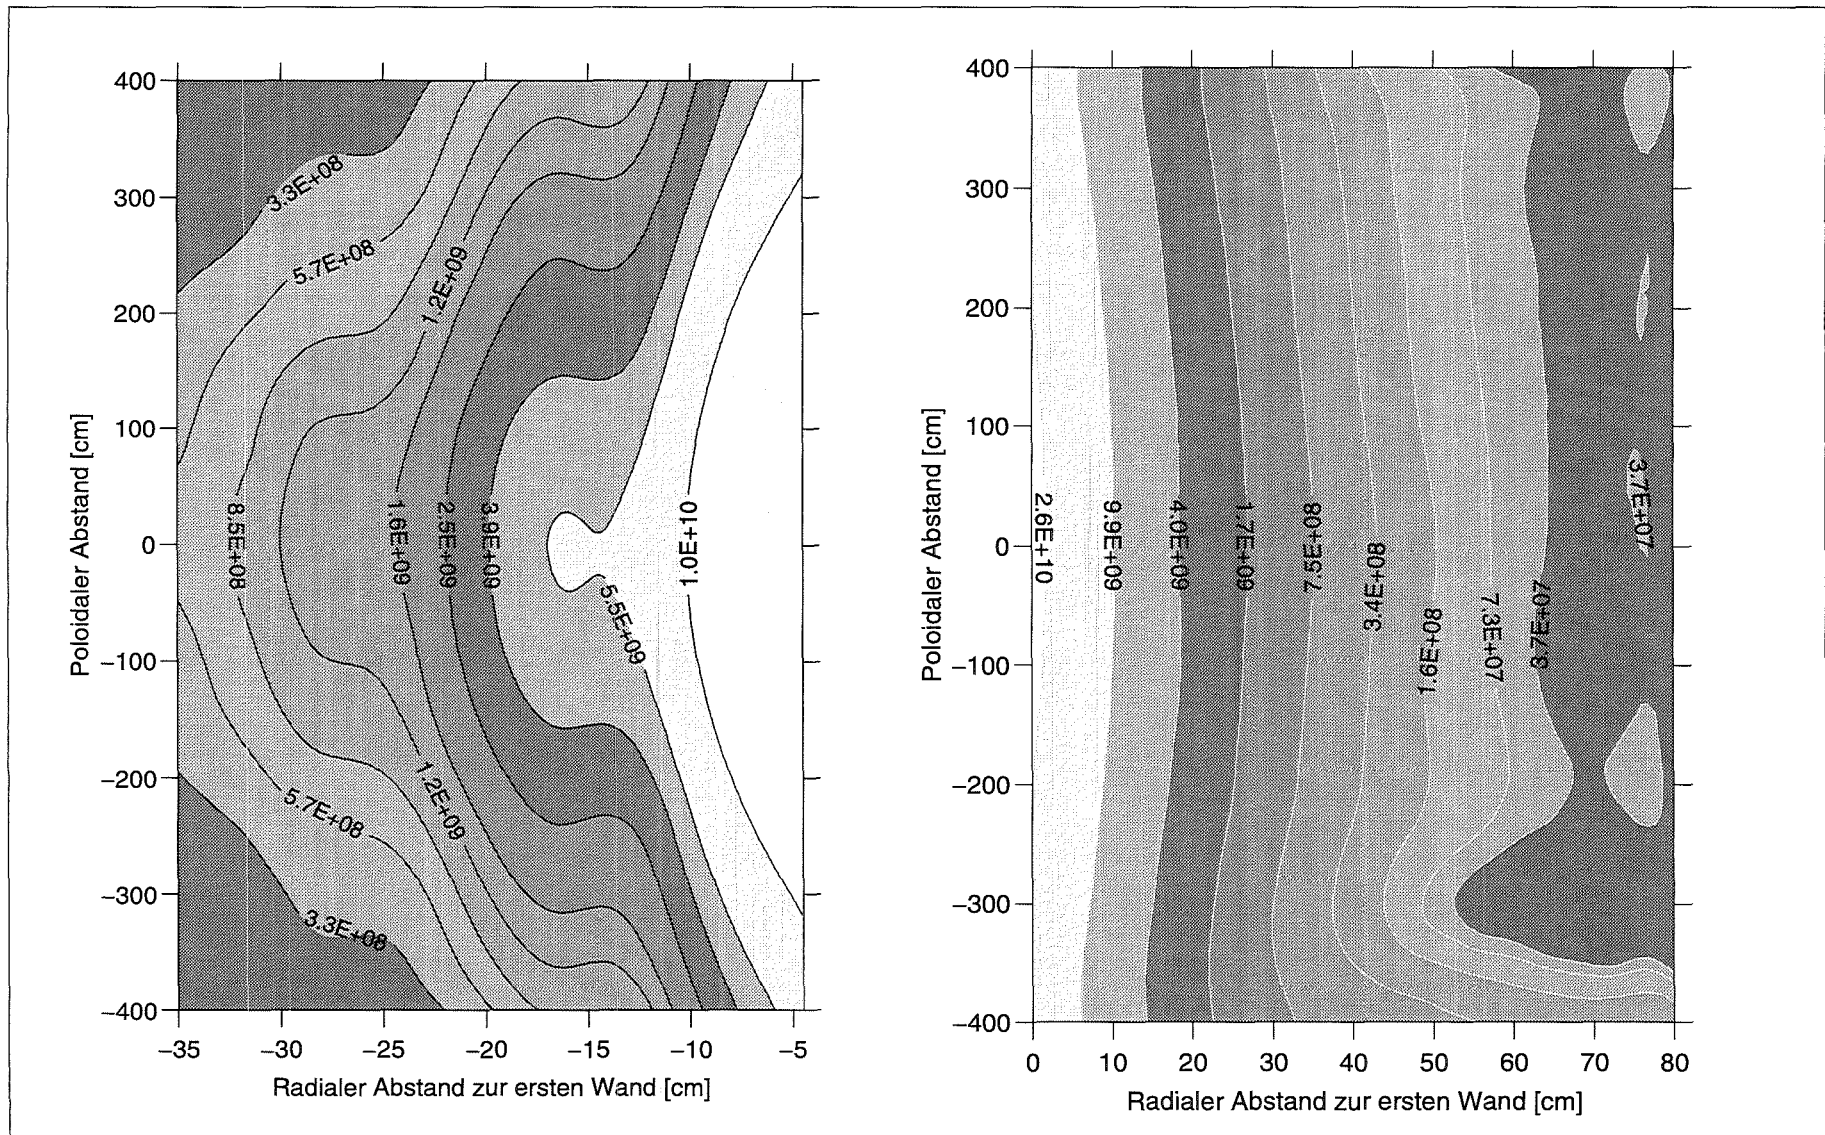 400
300
200
100
0
−100
−200
−300
−400
Poloidaler Abstand [cm]
−35
−30
−25
−20
−15
−10
−5
Radialer Abstand zur ersten Wand [cm]
3.3E+08
5.7E+08
1.2E+09
8.5E+08
1.6E+09
2.5E+09
3.9E+09
5.5E+09
1.0E+10
5.7E+08
1.2E+09
3.3E+08
400
300
200
100
0
−100
−200
−300
−400
Poloidaler Abstand [cm]
0
10
20
30
40
50
60
70
80
Radialer Abstand zur ersten Wand [cm]
2.6E+10
9.9E+09
4.0E+09
1.7E+09
7.5E+08
3.4E+08
1.6E+08
7.3E+07
3.7E+07
3.7E+07